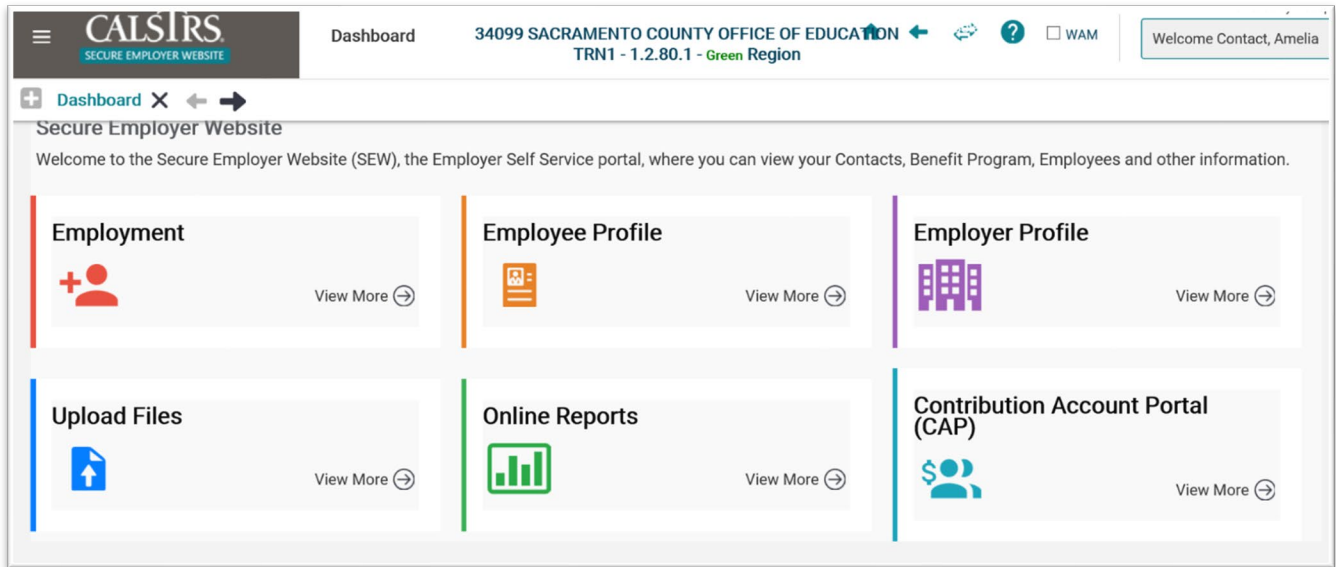 CALSTRS
SECURE EMPLOYER WEBSITE
Dashboard
34099 SACRAMENTO COUNTY OFFICE OF EDUCATION
TRN1 - 1.2.80.1 - Green Region
?
WAM
Welcome Contact, Amelia
Dashboard
Secure Employer Website
Welcome to the Secure Employer Website (SEW), the Employer Self Service portal, where you can view your Contacts, Benefit Program, Employees and other information.
Employment
View More
Employee Profile
View More
Employer Profile
View More
Upload Files
View More
Online Reports
View More
Contribution Account Portal
(CAP)
$
View More